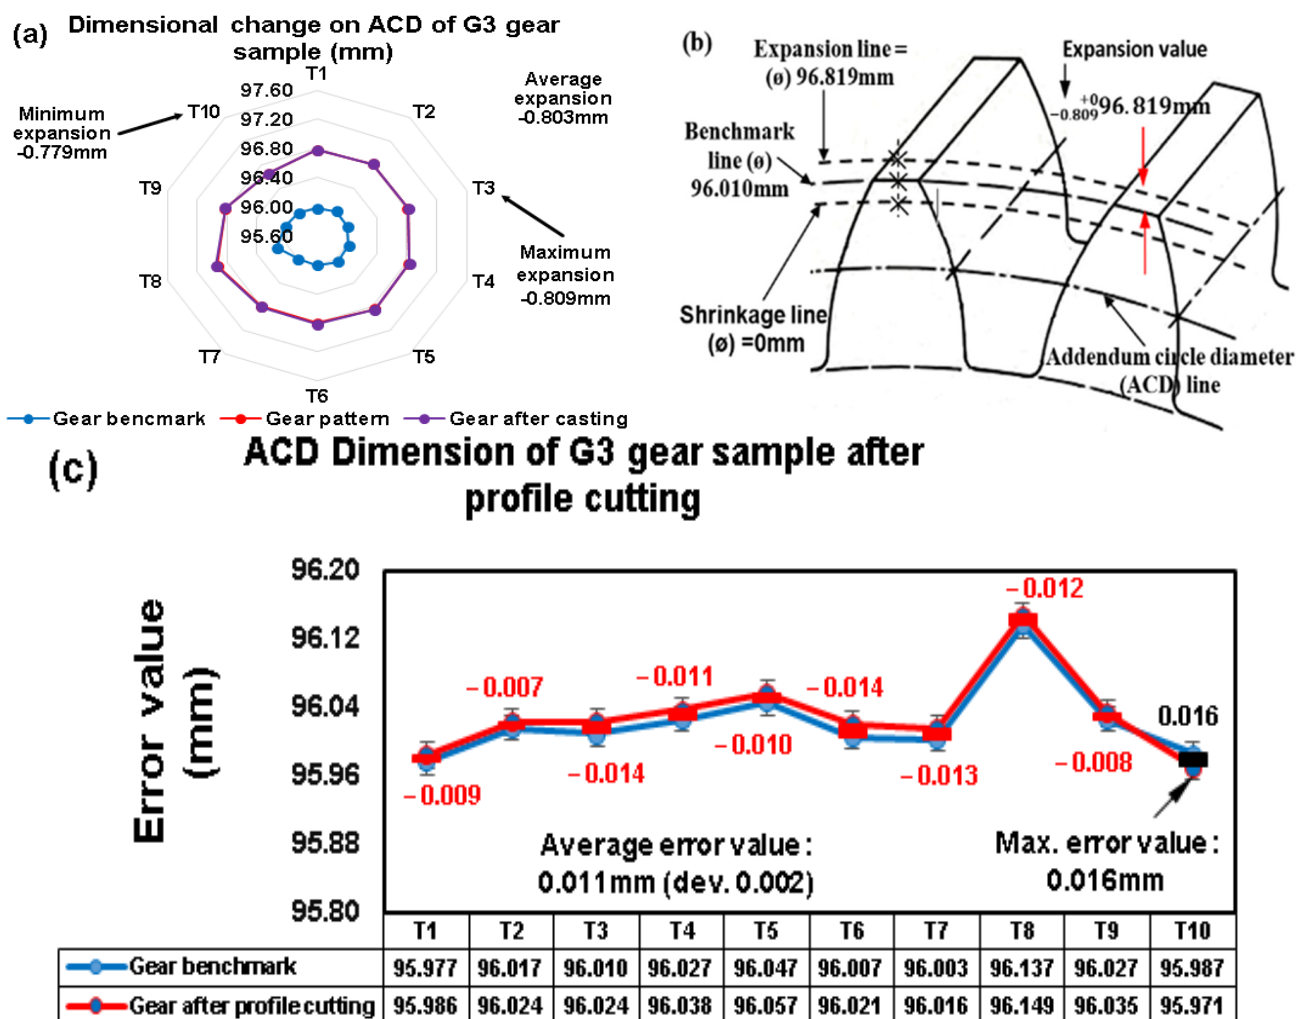 (a)
Dimensional change on ACD of G3 gear
sample (mm)
T1
97.60
97.20
96.80
96.40
96.00
95.60
T2
T3
T4
T5
T6
T7
T8
T9
T10
Average
expansion
-0.803mm
Minimum
expansion
-0.779mm
Maximum
expansion
-0.809mm
Gear bencmark
Gear pattern
Gear after casting
(b)
Expansion line =
(ø) 96.819mm
Expansion value
+0
-0.809 96.819mm
Benchmark
line (ø)
96.010mm
Shrinkage line
(ø) =0mm
Addendum circle diameter
(ACD) line
(c)
ACD Dimension of G3 gear sample after
profile cutting
Error value
(mm)
96.20
96.12
96.04
95.96
95.88
95.80
– 0.009
– 0.007
– 0.014
– 0.011
– 0.010
– 0.014
– 0.013
– 0.012
– 0.008
0.016
Average error value :
0.011mm (dev. 0.002)
Max. error value :
0.016mm
T1 T2 T3 T4 T5 T6 T7 T8 T9 T10
Gear benchmark 95.977 96.017 96.010 96.027 96.047 96.007 96.003 96.137 96.027 95.987
Gear after profile cutting 95.986 96.024 96.024 96.038 96.057 96.021 96.016 96.149 96.035 95.971